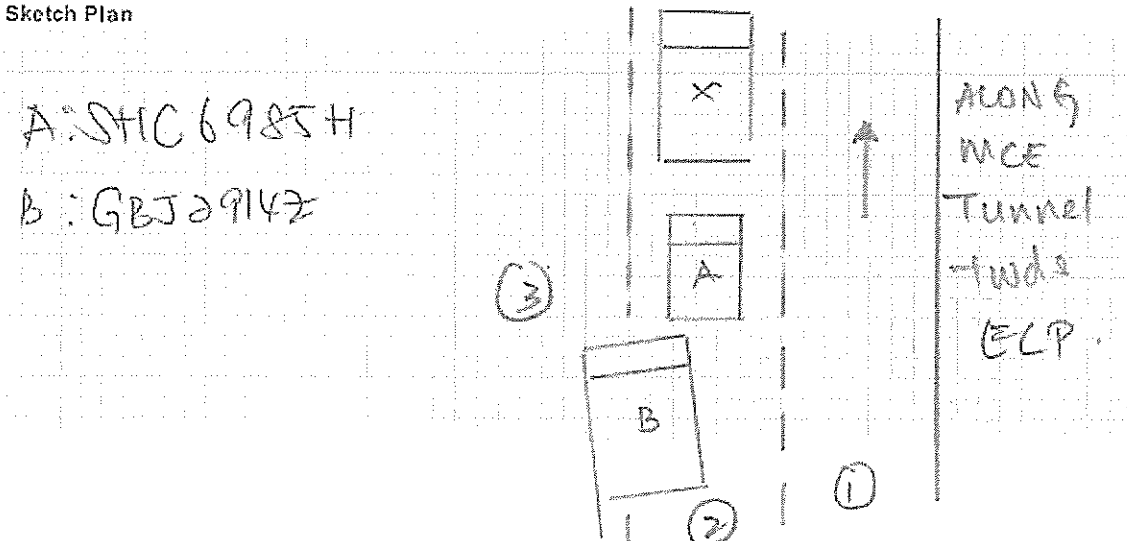 Sketch Plan
A: SHC6985H
B: GBJ2914Z
X
A
B
3
2
1
ALONG
MCE
Tunnel
twds
ECP.